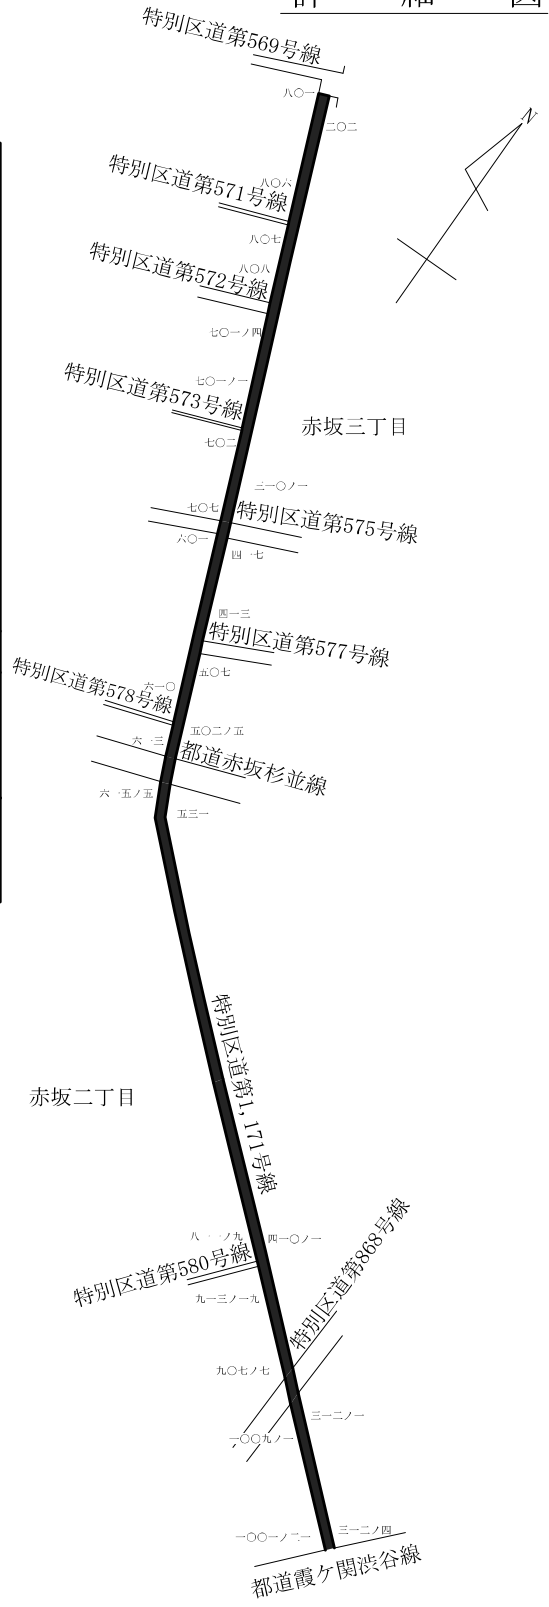 詳細図
特別区道第569号線
八〇一
二〇二
N
八〇六
特別区道第571号線
八〇七
八〇八
特別区道第572号線
七〇一ノ四
七〇一ノ一
特別区道第573号線
七〇二
赤坂三丁目
三一〇ノ一
七〇七
特別区道第575号線
六〇一
四一七
四一三
特別区道第577号線
五〇七
六一〇
特別区道第578号線
五〇二ノ五
六一三
都道赤坂杉並線
六一五ノ五
五三一
特別区道第1,171号線
赤坂二丁目
四一〇ノ一
特別区道第580号線
九一三ノ一九
特別区道第868号線
九〇七ノ七
三一二ノ一
一〇〇九ノ一
三一二ノ四
都道霞ケ関渋谷線